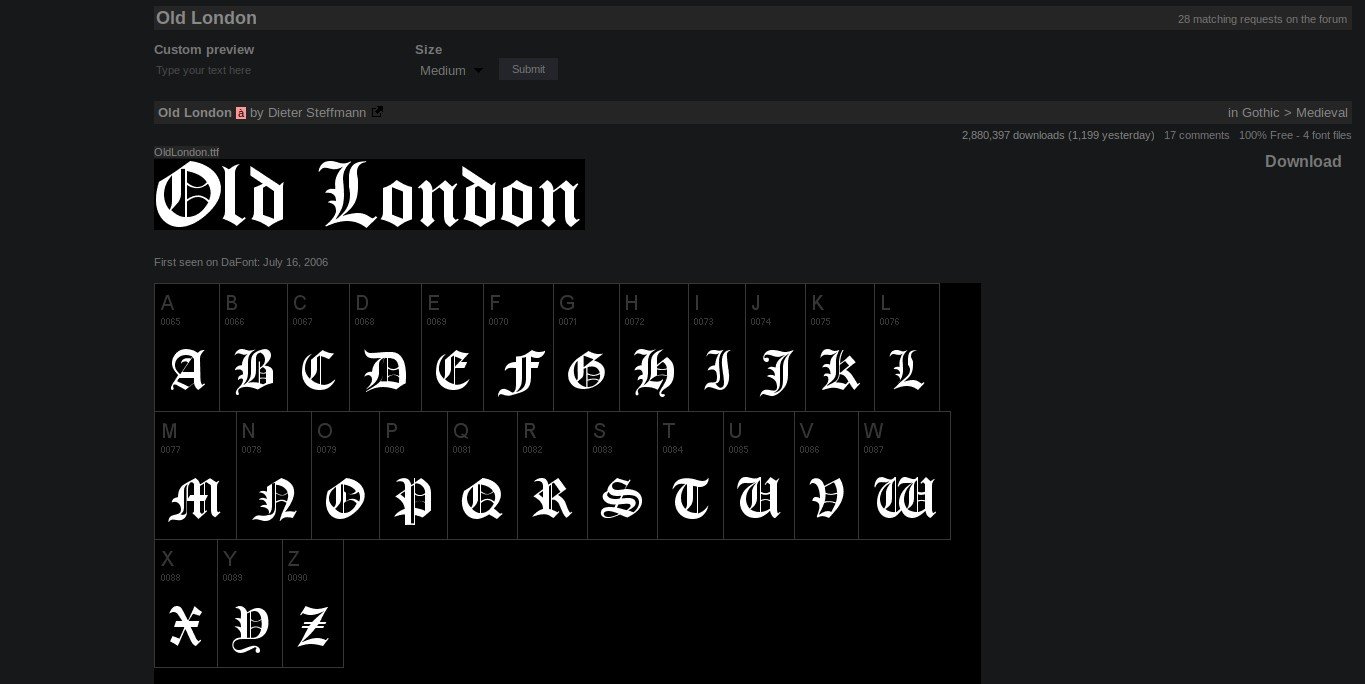 Old London
28 matching requests on the forum
Custom preview
Size
Type your text here
Medium
Submit
Old London à by Dieter Steffmann
in Gothic > Medieval
2,880,397 downloads (1,199 yesterday) 17 comments 100% Free - 4 font files
OldLondon.ttf
Download
Old London
First seen on DaFont: July 16, 2006
A B C D E F G H I J K L
0065 0066 0067 0068 0069 0070 0071 0072 0073 0074 0075 0076
A B C D E F G H I J K L
M N O P Q R S T U V W
0077 0078 0079 0080 0081 0082 0083 0084 0085 0086 0087
M N O P Q R S T U V W
X Y Z
0088 0089 0090
X Y Z